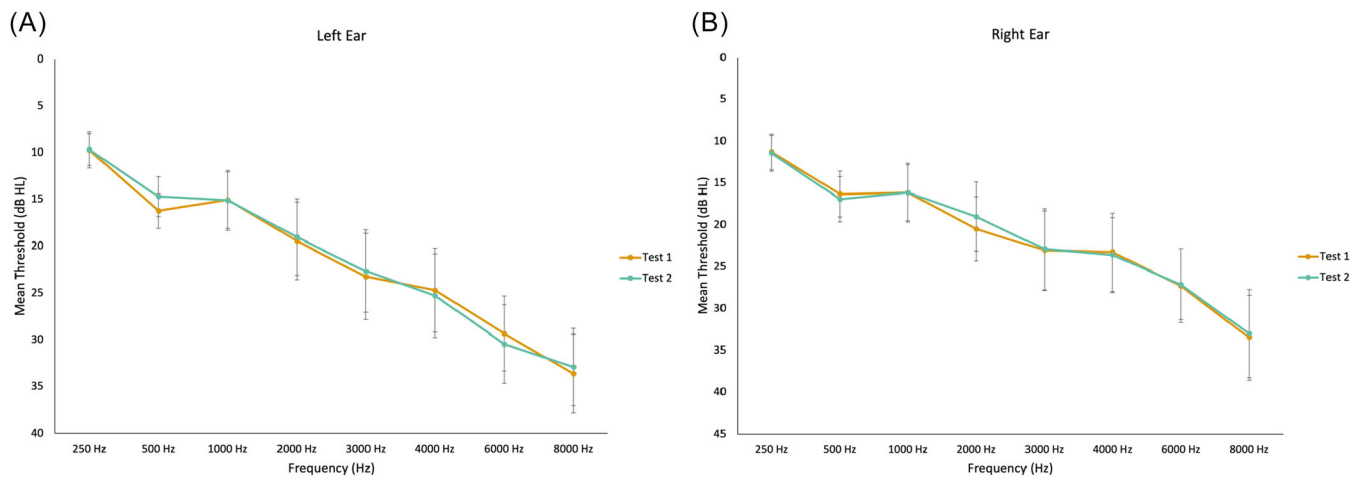 (A)
Left Ear
Mean Threshold (dB HL)
0
5
10
15
20
25
30
35
40
250 Hz 500 Hz 1000 Hz 2000 Hz 3000 Hz 4000 Hz 6000 Hz 8000 Hz
Frequency (Hz)
Test 1
Test 2
(B)
Right Ear
Mean Threshold (dB HL)
0
5
10
15
20
25
30
35
40
45
250 Hz 500 Hz 1000 Hz 2000 Hz 3000 Hz 4000 Hz 6000 Hz 8000 Hz
Frequency (Hz)
Test 1
Test 2